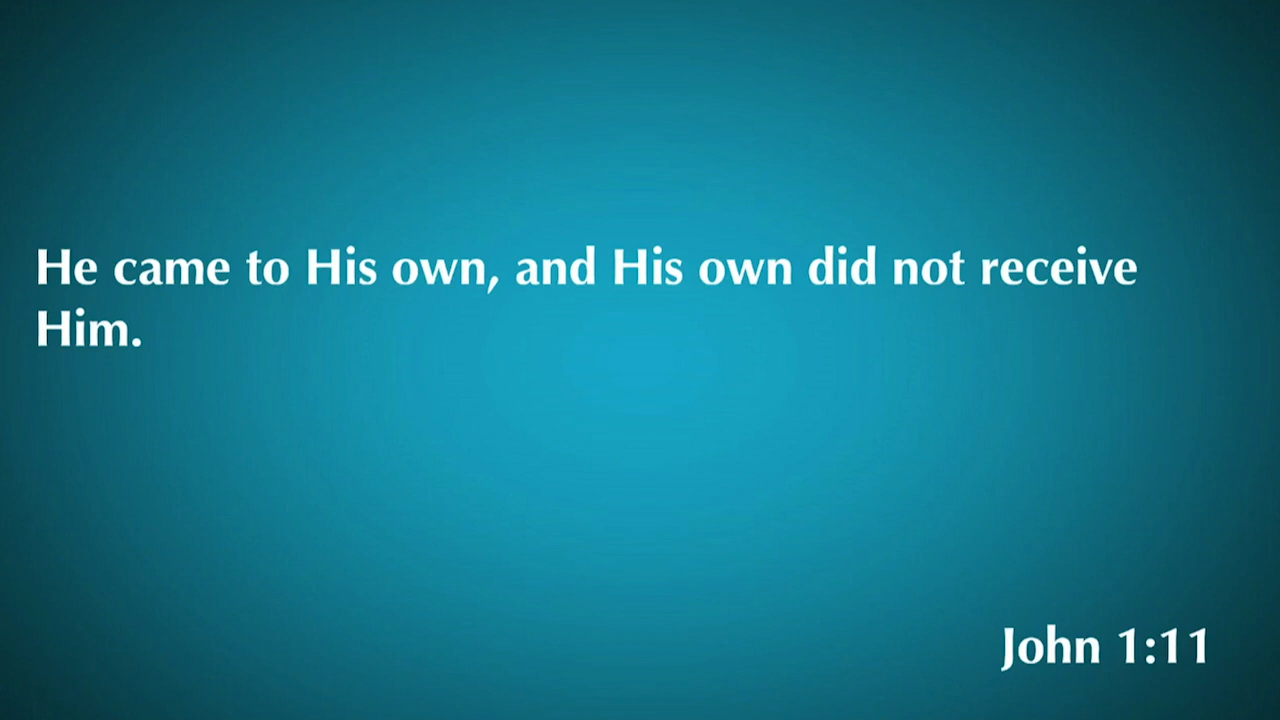 He came to His own, and His own did not receive
Him.
John 1:11